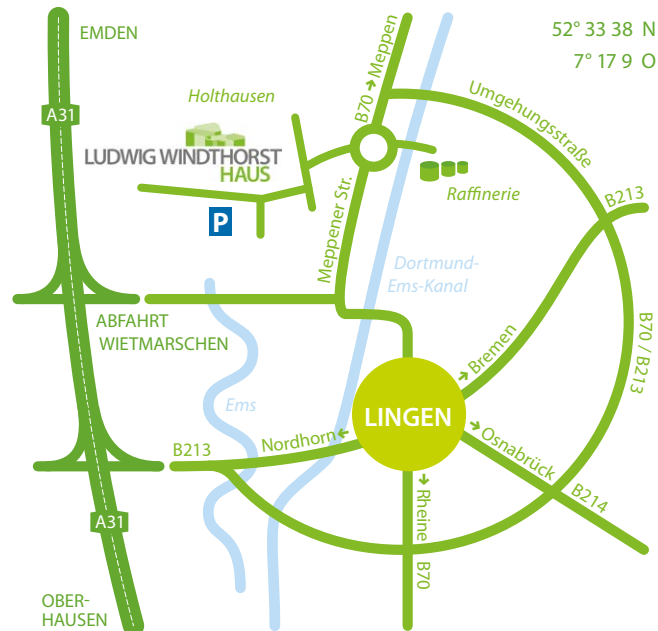 EMDEN
52° 33 38 N
7° 17 9 O
A31
Holthausen
B70 → Meppen
Umgehungsstraße
LUDWIG WINDTHORST
HAUS
Raffinerie
B213
P
Meppener Str.
Dortmund-
Ems-Kanal
ABFAHRT
WIETMARSCHEN
B70 / B213
→ Bremen
Ems
LINGEN
B213
Nordhorn ←
→ Osnabrück
B214
→ Rheine
B70
A31
OBER-
HAUSEN